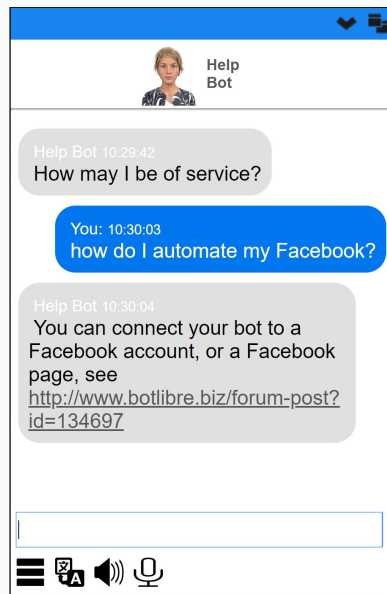 Help
Bot
Help Bot 10:29:42
How may I be of service?
You: 10:30:03
how do I automate my Facebook?
Help Bot 10:30:04
You can connect your bot to a
Facebook account, or a Facebook
page, see
http://www.botlibre.biz/forum-post?
id=134697
文
A